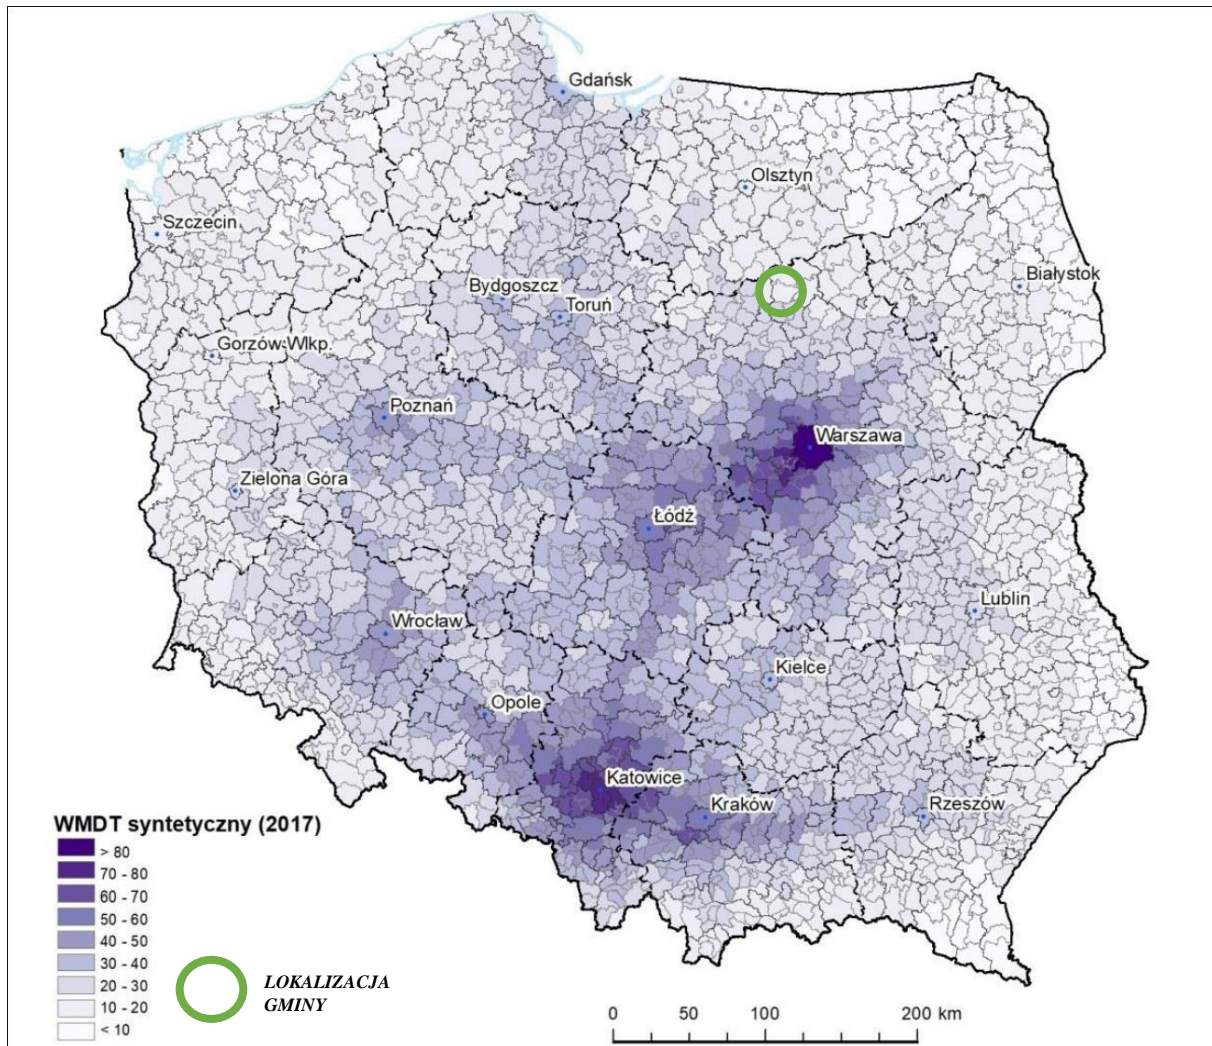 Gdańsk
Olsztyn
Szczecin
Białystok
Bydgoszcz
Toruń
Gorzów Wlkp.
Poznań
Warszawa
Zielona Góra
Łódź
Lublin
Wrocław
Kielce
Opole
Katowice
Kraków
Rzeszów
WMDT syntetyczny (2017)
> 80
70 - 80
60 - 70
50 - 60
40 - 50
30 - 40
20 - 30
10 - 20
< 10
LOKALIZACJA
GMINY
0 50 100 200 km